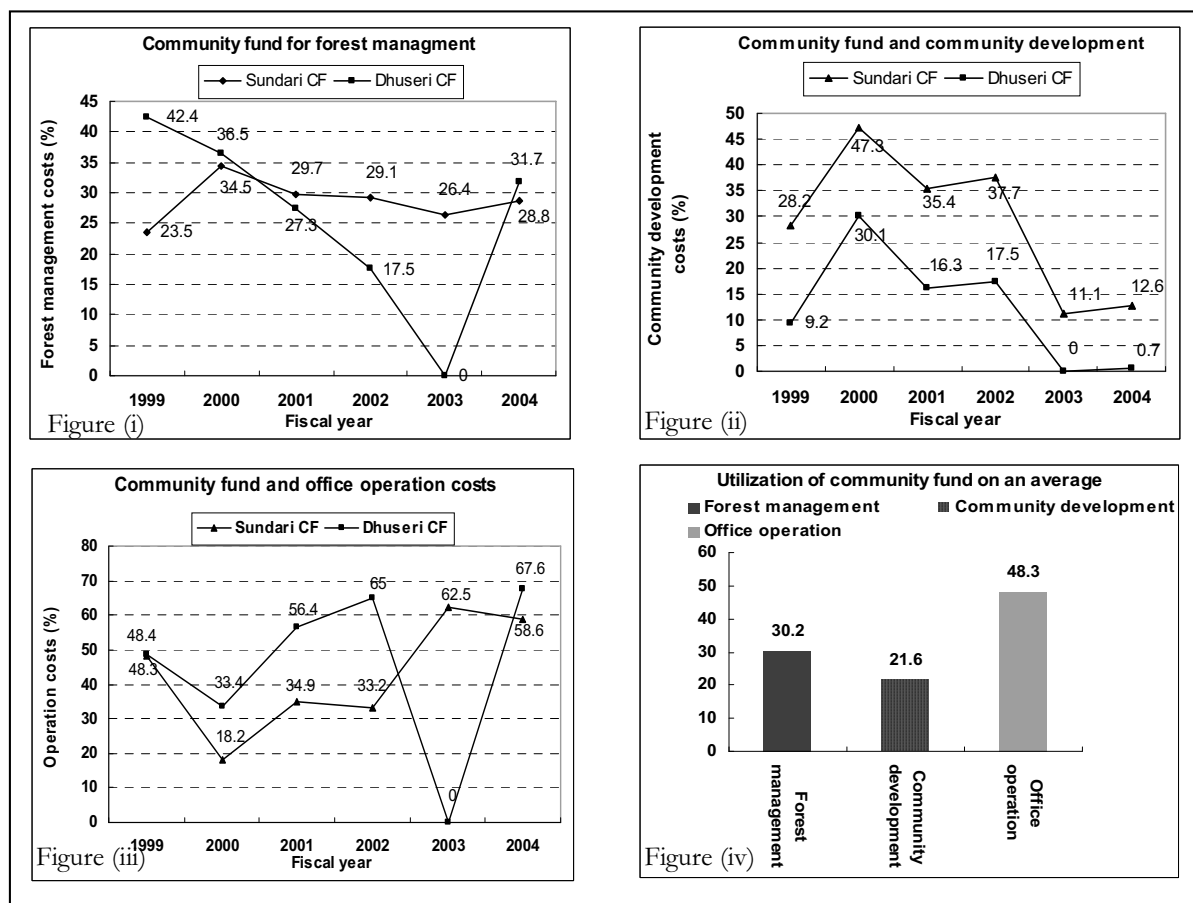 Community fund for forest managment
Sundari CF Dhuseri CF
Forest management costs (%)
45
40
35
30
25
20
15
10
5
0
42.4
36.5
29.7
29.1
26.4
31.7
23.5
34.5
27.3
17.5
0
28.8
1999 2000 2001 2002 2003 2004
Fiscal year
Figure (i)
Community fund and community development
Sundari CF Dhuseri CF
Community development
costs (%)
50
45
40
35
30
25
20
15
10
5
0
28.2
47.3
35.4
37.7
11.1
12.6
9.2
30.1
16.3
17.5
0
0.7
1999 2000 2001 2002 2003 2004
Fiscal year
Figure (ii)
Community fund and office operation costs
Sundari CF Dhuseri CF
Operation costs (%)
80
70
60
50
40
30
20
10
0
48.4
33.4
56.4
65
62.5
67.6
48.3
18.2
34.9
33.2
0
58.6
1999 2000 2001 2002 2003 2004
Fiscal year
Figure (iii)
Utilization of community fund on an average
Forest management Community development
Office operation
60
50
40
30
20
10
0
30.2
21.6
48.3
Forest
management
Community
development
Office
operation
Figure (iv)